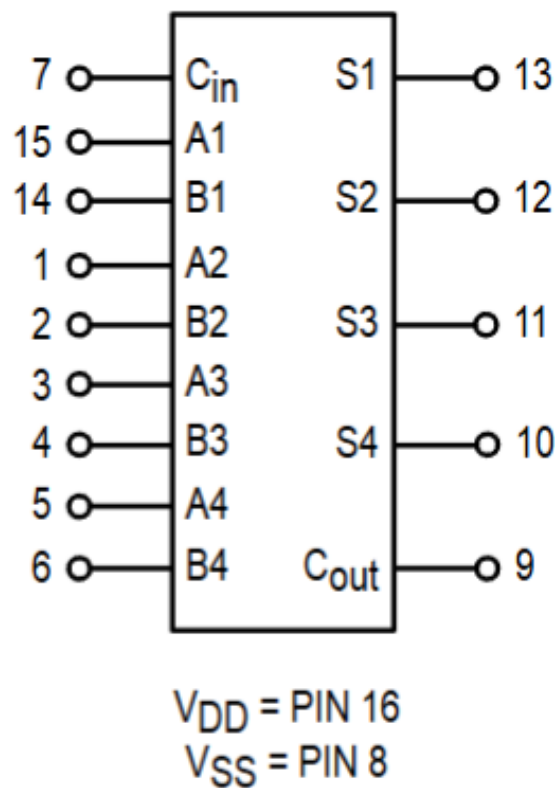 7 Cin S1 13
15 A1
14 B1 S2 12
1 A2
2 B2 S3 11
3 A3
4 B3 S4 10
5 A4
6 B4 Cout 9
VDD = PIN 16
VSS = PIN 8